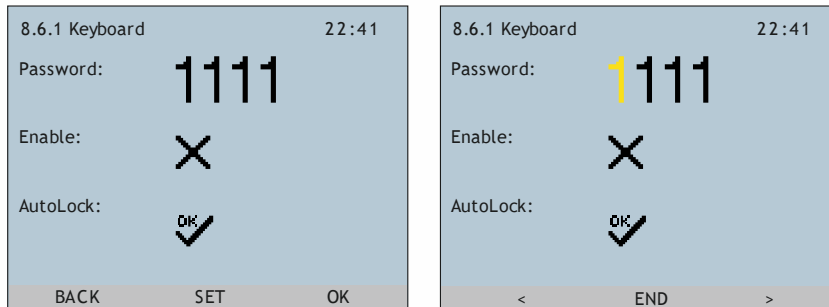 8.6.1 Keyboard 22:41
Password: 1111
Enable:
AutoLock: OK
BACK SET OK
8.6.1 Keyboard 22:41
Password: 1111
Enable:
AutoLock: OK
< END >